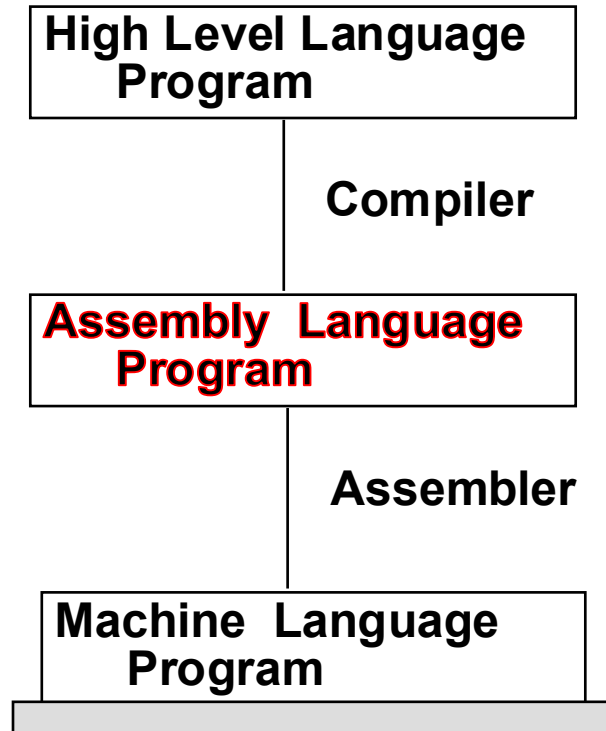 High Level Language
Program
Compiler
Assembly Language
Program
Assembler
Machine Language
Program